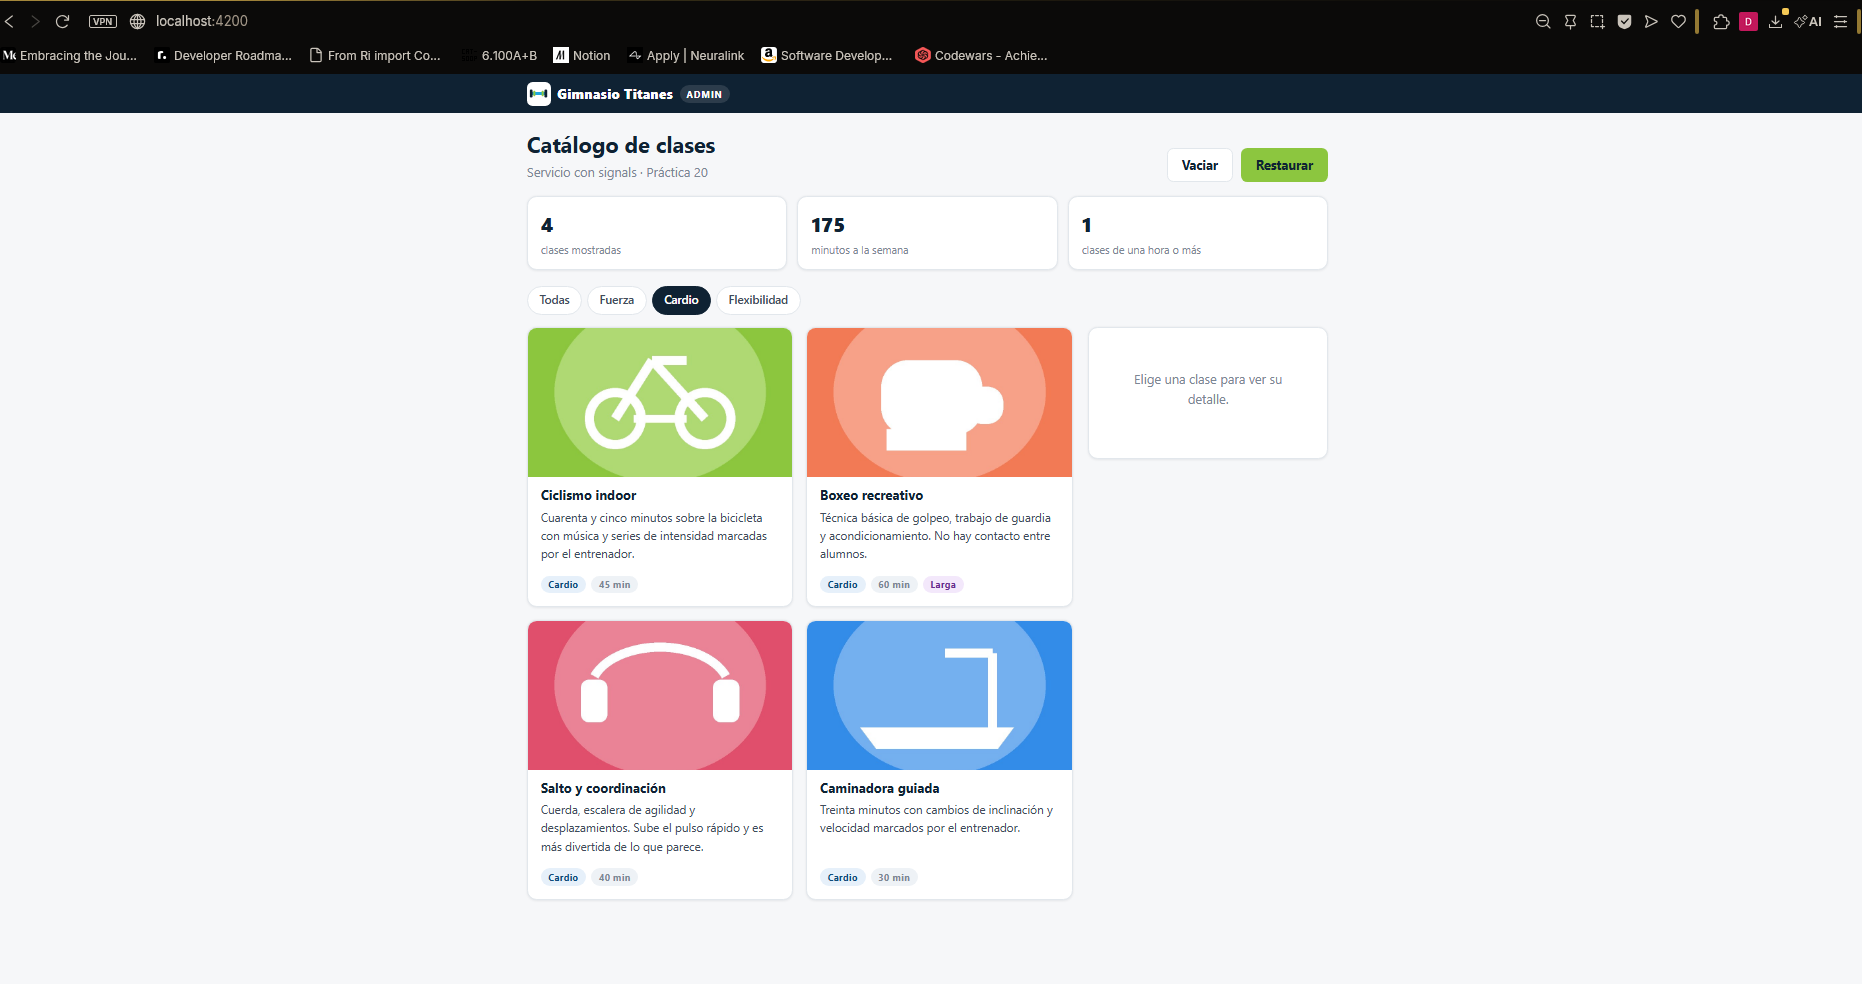 VPN
localhost:4200
D
AI
Embracing the Jou...
Developer Roadma...
From Ri import Co...
6.100A+B
Notion
Apply | Neuralink
Software Develop...
Codewars - Achie...
Gimnasio Titanes
ADMIN
Catálogo de clases
Servicio con signals · Práctica 20
Vaciar
Restaurar
4
clases mostradas
175
minutos a la semana
1
clases de una hora o más
Todas
Fuerza
Cardio
Flexibilidad
Ciclismo indoor
Cuarenta y cinco minutos sobre la bicicleta
con música y series de intensidad marcadas
por el entrenador.
Cardio
45 min
Boxeo recreativo
Técnica básica de golpeo, trabajo de guardia
y acondicionamiento. No hay contacto entre
alumnos.
Cardio
60 min
Larga
Elige una clase para ver su
detalle.
Salto y coordinación
Cuerda, escalera de agilidad y
desplazamientos. Sube el pulso rápido y es
más divertida de lo que parece.
Cardio
40 min
Caminadora guiada
Treinta minutos con cambios de inclinación y
velocidad marcados por el entrenador.
Cardio
30 min